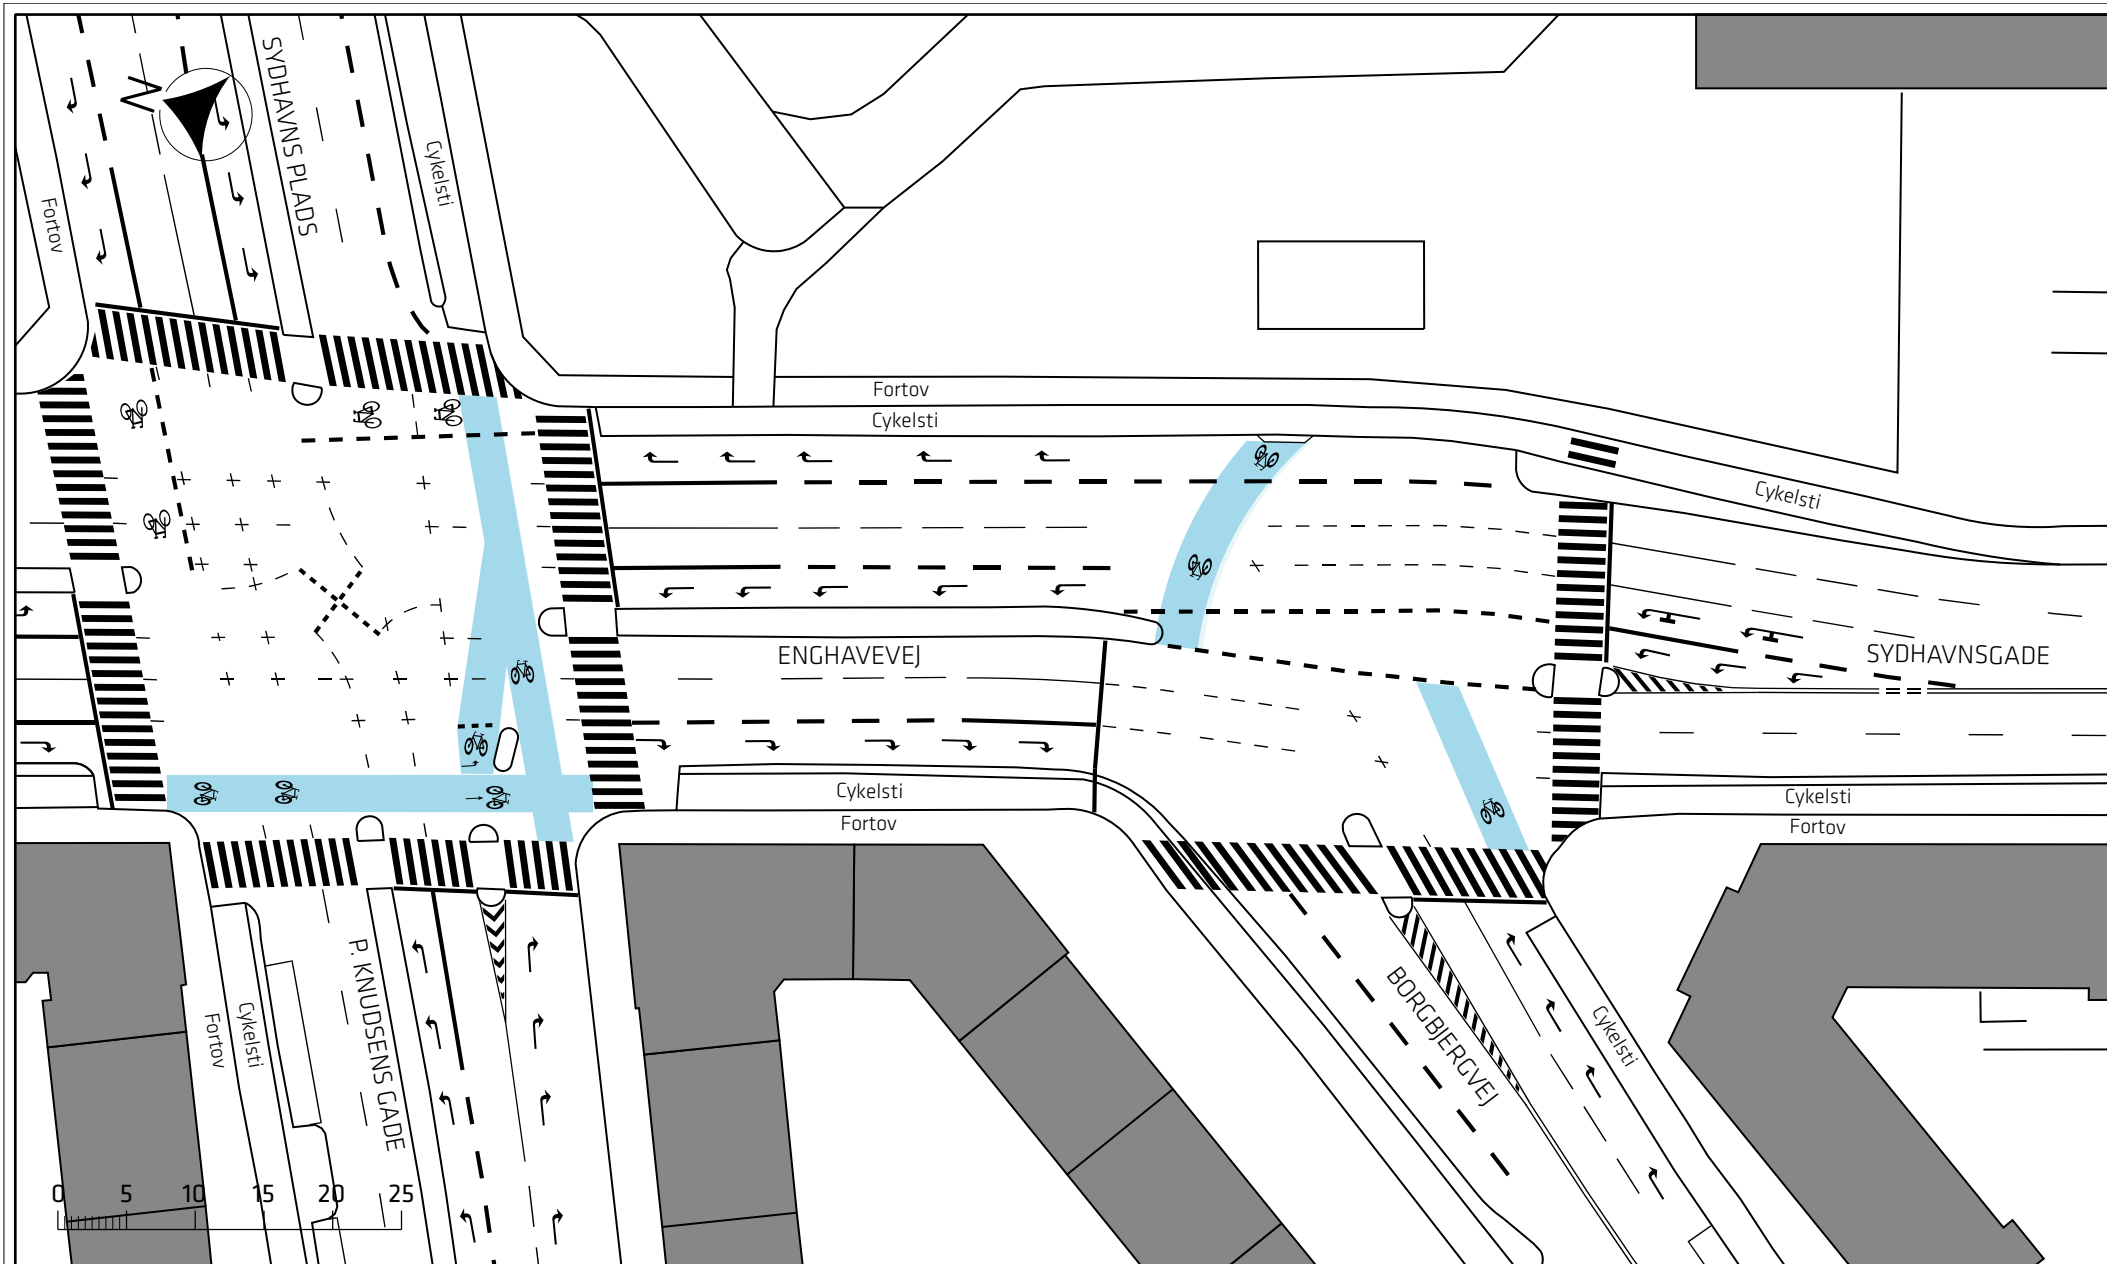 N
SYDHAVNS PLADS
Cykelsti
Fortov
Fortov
Cykelsti
Cykelsti
ENGHAVEVEJ
SYDHAVNSGADE
Cykelsti
Fortov
Cykelsti
Fortov
P. KNUDSENS GADE
Fortov
Cykelsti
BORGBJERGVEJ
Cykelsti
0 5 10 15 20 25